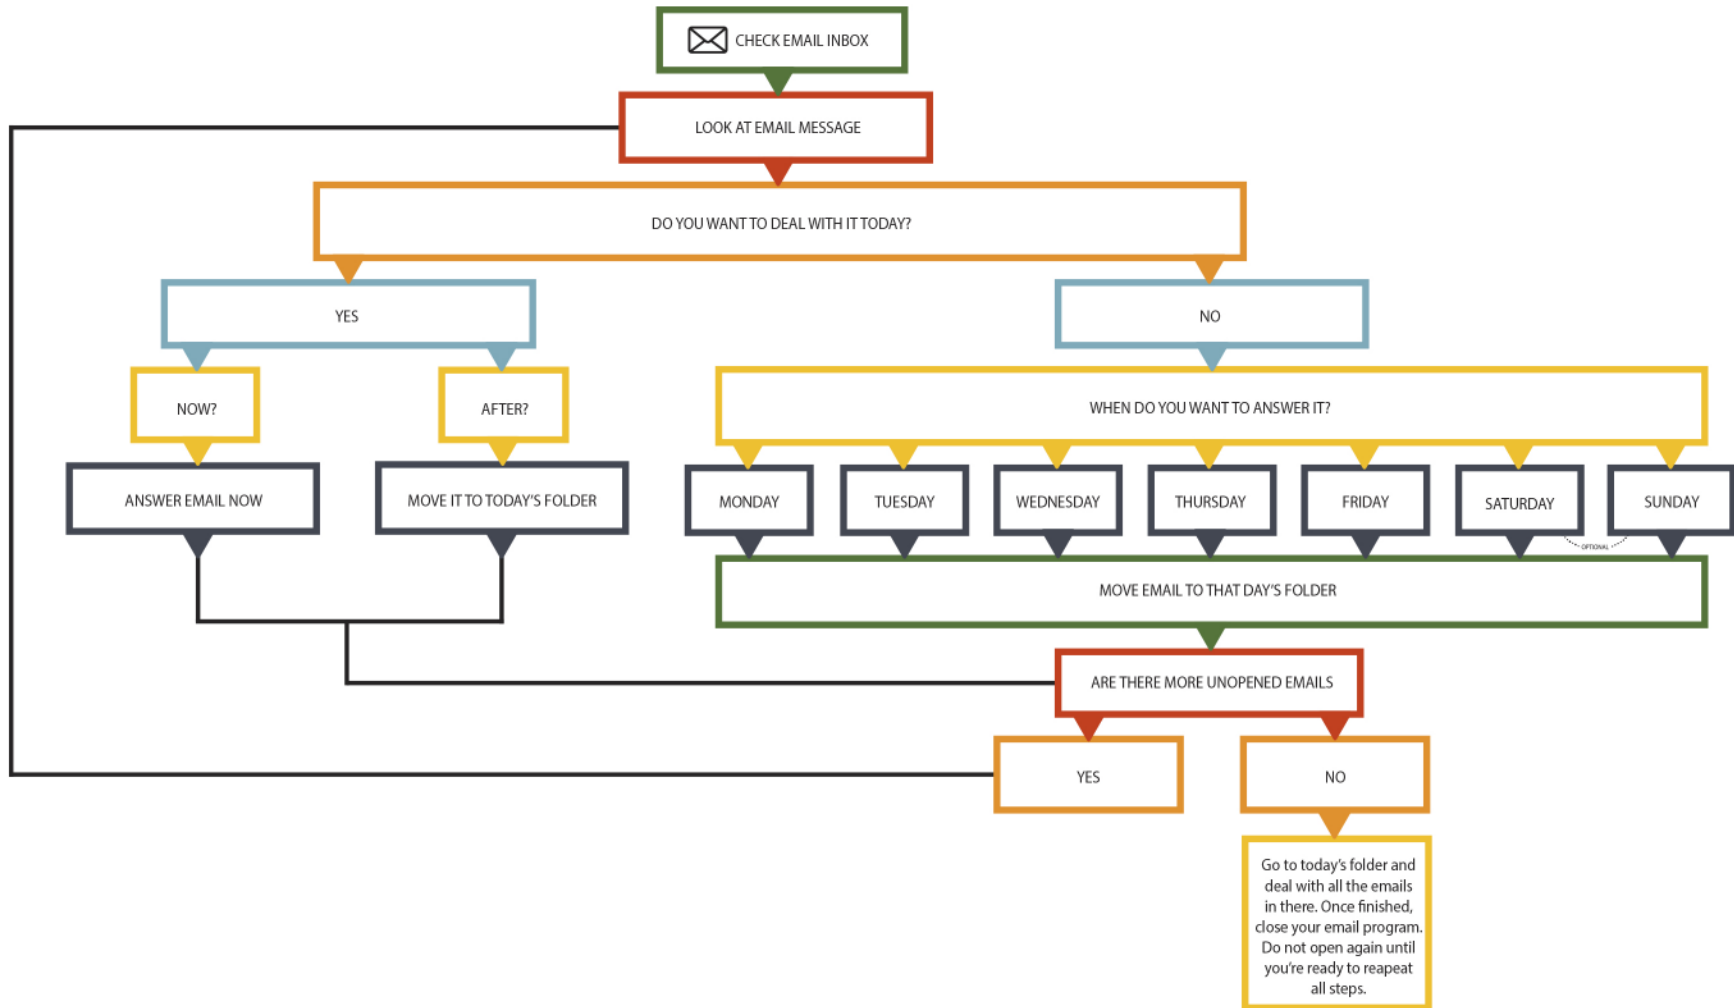 CHECK EMAIL INBOX
LOOK AT EMAIL MESSAGE
DO YOU WANT TO DEAL WITH IT TODAY?
YES
NO
NOW?
AFTER?
WHEN DO YOU WANT TO ANSWER IT?
ANSWER EMAIL NOW
MOVE IT TO TODAY'S FOLDER
MONDAY
TUESDAY
WEDNESDAY
THURSDAY
FRIDAY
SATURDAY
SUNDAY
OPTIONAL
MOVE EMAIL TO THAT DAY'S FOLDER
ARE THERE MORE UNOPENED EMAILS
YES
NO
Go to today's folder and
deal with all the emails
in there. Once finished,
close your email program.
Do not open again until
you're ready to reapeat
all steps.